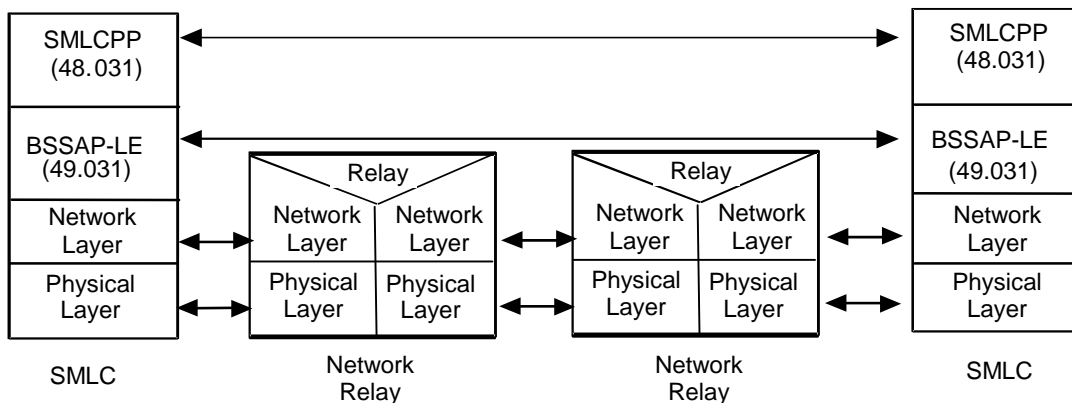 SMLCPP
(48.031)
SMLCPP
(48.031)
BSSAP-LE
(49.031)
BSSAP-LE
(49.031)
Relay
Relay
Network
Layer
Network
Layer
Network
Layer
Network
Layer
Network
Layer
Network
Layer
Physical
Layer
Physical
Layer
Physical
Layer
Physical
Layer
Physical
Layer
Physical
Layer
SMLC
Network
Relay
Network
Relay
SMLC